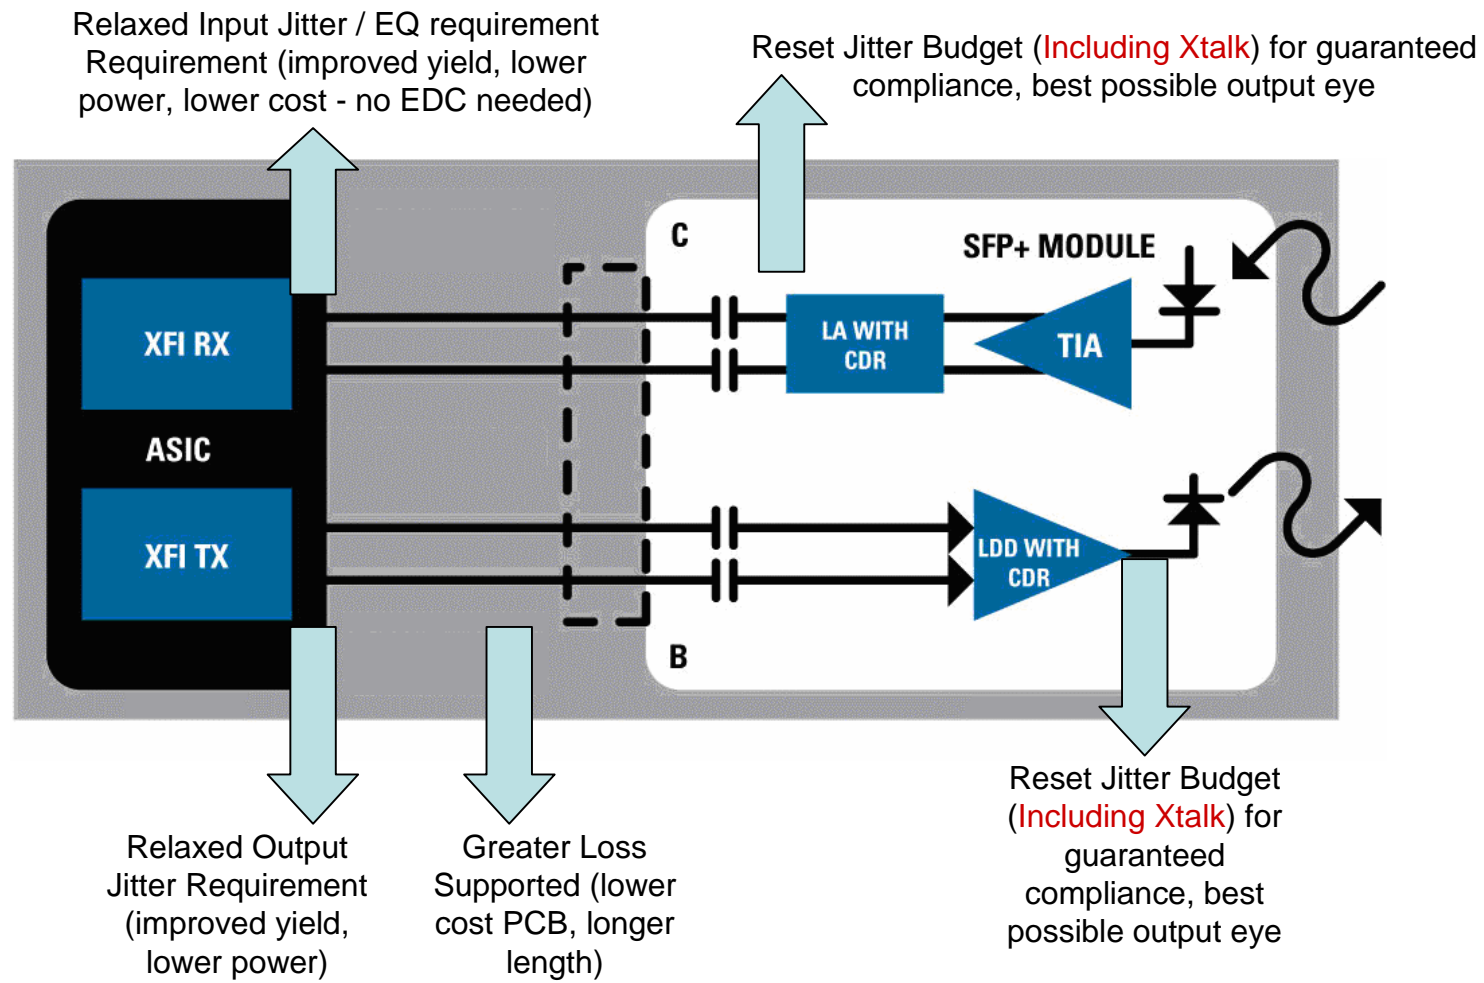 Relaxed Input Jitter / EQ requirement
Requirement (improved yield, lower
power, lower cost - no EDC needed)
Reset Jitter Budget (Including Xtalk) for guaranteed
compliance, best possible output eye
C
SFP+ MODULE
XFI RX
LA WITH
CDR
TIA
ASIC
XFI TX
LDD WITH
CDR
B
Relaxed Output
Jitter Requirement
(improved yield,
lower power)
Greater Loss
Supported (lower
cost PCB, longer
length)
Reset Jitter Budget
(Including Xtalk) for
guaranteed
compliance, best
possible output eye